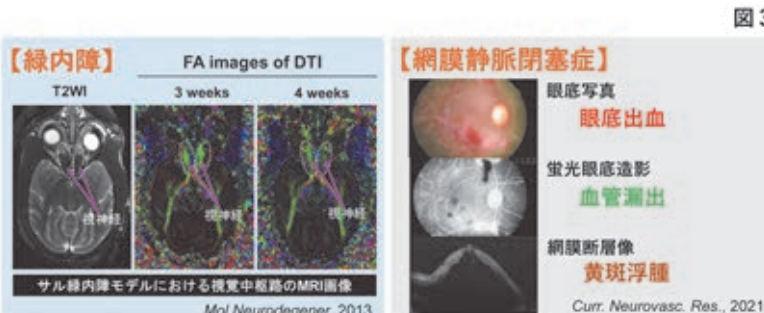 図3
【緑内障】
FA images of DTI
T2WI
3 weeks
4 weeks
視神経
視神経
視神経
サル緑内障モデルにおける視覚中枢路のMRI画像
Mol Neurodegener, 2013
【網膜静脈閉塞症】
眼底写真
眼底出血
蛍光眼底造影
血管漏出
網膜断層像
黄斑浮腫
Curr. Neurovasc. Res., 2021